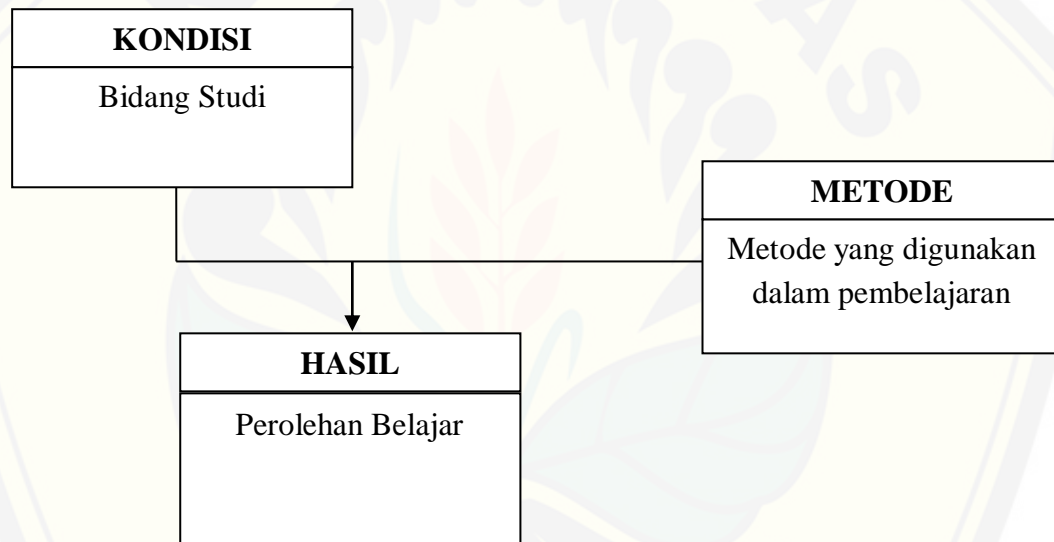 KONDISI
Bidang Studi
METODE
Metode yang digunakan
dalam pembelajaran
HASIL
Perolehan Belajar